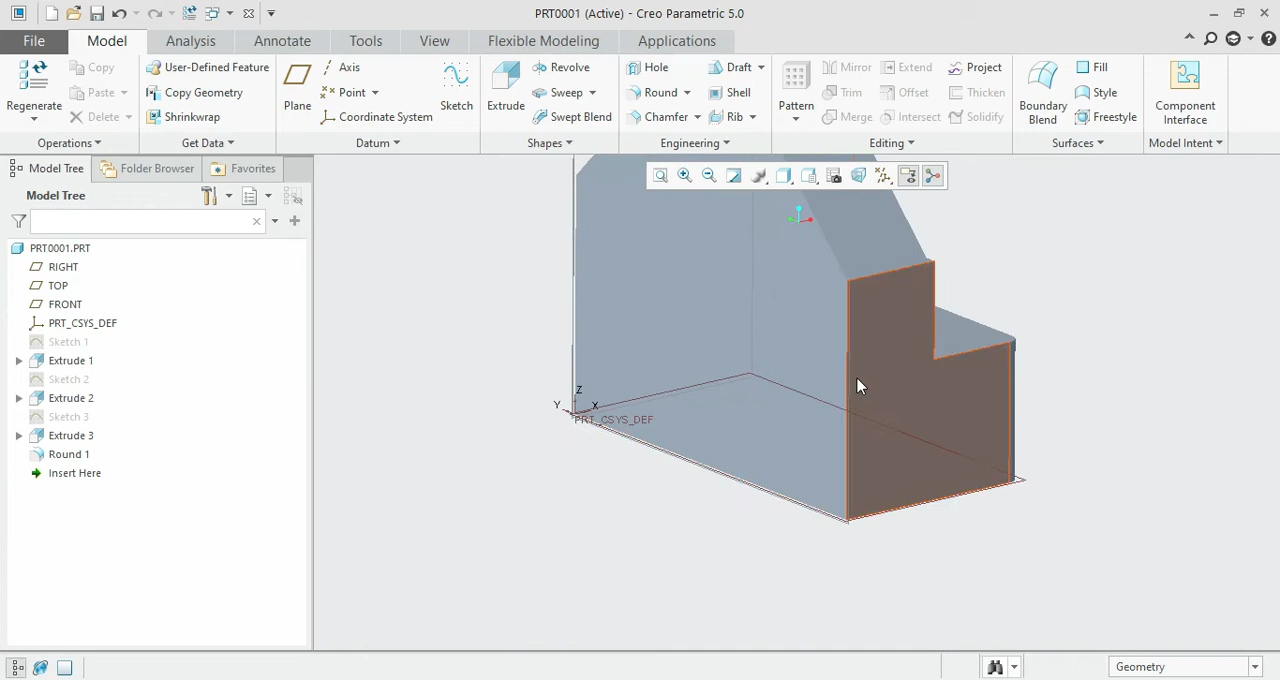 PRT0001 (Active) - Creo Parametric 5.0
File Model Analysis Annotate Tools View Flexible Modeling Applications
Regenerate
Copy
Paste
Delete
Operations
User-Defined Feature
Copy Geometry
Shrinkwrap
Get Data
Plane
Axis
Point
Coordinate System
Sketch
Datum
Extrude
Revolve
Sweep
Swept Blend
Shapes
Hole
Round
Chamfer
Draft
Shell
Rib
Engineering
Pattern
Mirror
Trim
Merge
Extend
Offset
Intersect
Project
Thicken
Solidify
Editing
Boundary
Blend
Fill
Style
Freestyle
Surfaces
Component
Interface
Model Intent
Model Tree Folder Browser Favorites
Model Tree
PRT0001.PRT
RIGHT
TOP
FRONT
PRT_CSYS_DEF
Sketch 1
Extrude 1
Sketch 2
Extrude 2
Sketch 3
Extrude 3
Round 1
Insert Here
Z
Y X
PRT_CSYS_DEF
Geometry